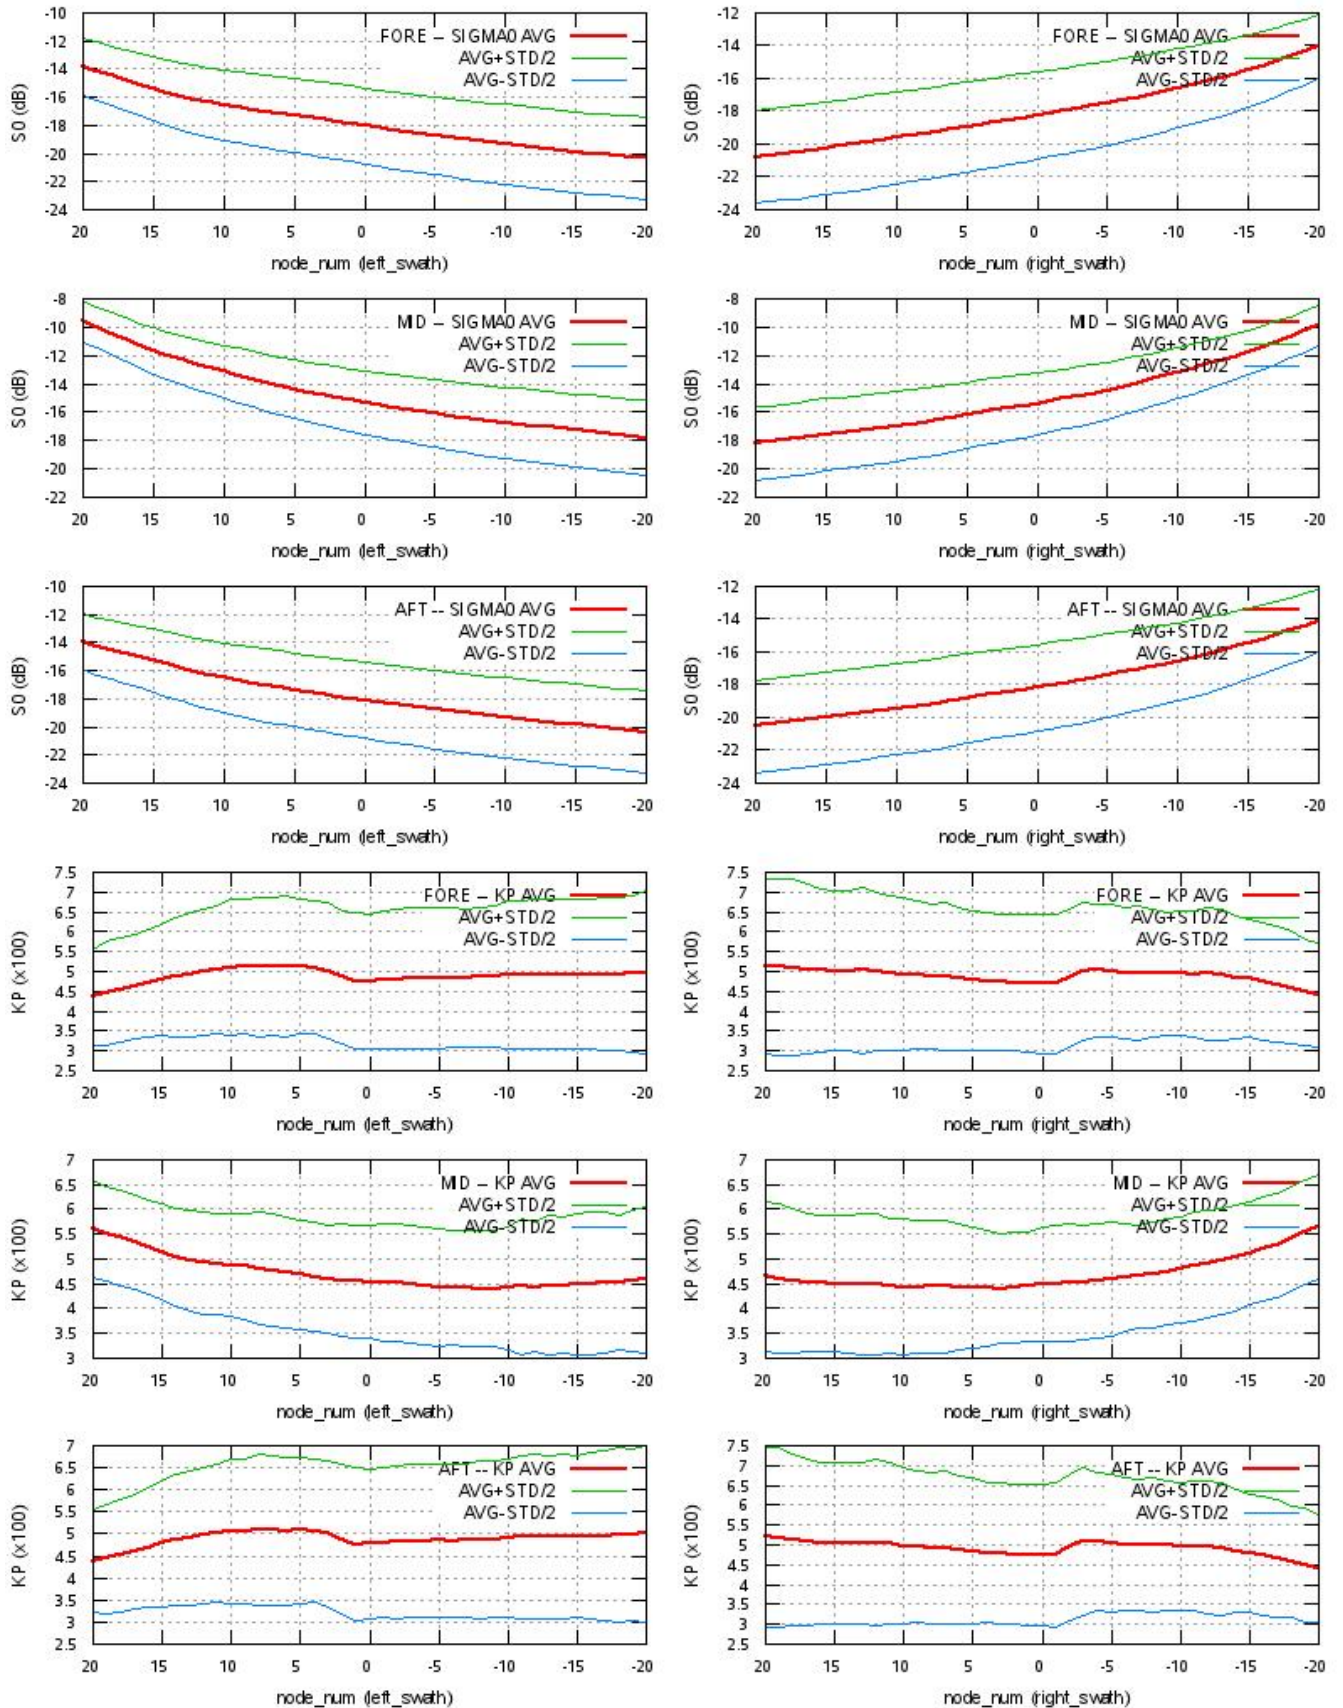 -10
-12
-14
-16
-18
-20
-22
-24
S0 (dB)
FORE -- SIGMA0 AVG
AVG+STD/2
AVG-STD/2
20 15 10 5 0 -5 -10 -15 -20
node_num (left_swath)
-12
-14
-16
-18
-20
-22
-24
S0 (dB)
FORE -- SIGMA0 AVG
AVG+STD/2
AVG-STD/2
20 15 10 5 0 -5 -10 -15 -20
node_num (right_swath)
-8
-10
-12
-14
-16
-18
-20
-22
S0 (dB)
MID -- SIGMA0 AVG
AVG+STD/2
AVG-STD/2
20 15 10 5 0 -5 -10 -15 -20
node_num (left_swath)
-8
-10
-12
-14
-16
-18
-20
-22
S0 (dB)
MID -- SIGMA0 AVG
AVG+STD/2
AVG-STD/2
20 15 10 5 0 -5 -10 -15 -20
node_num (right_swath)
-10
-12
-14
-16
-18
-20
-22
-24
S0 (dB)
AFT -- SIGMA0 AVG
AVG+STD/2
AVG-STD/2
20 15 10 5 0 -5 -10 -15 -20
node_num (left_swath)
-12
-14
-16
-18
-20
-22
-24
S0 (dB)
AFT -- SIGMA0 AVG
AVG+STD/2
AVG-STD/2
20 15 10 5 0 -5 -10 -15 -20
node_num (right_swath)
7.5
7
6.5
6
5.5
5
4.5
4
3.5
3
2.5
KP (x100)
FORE -- KP AVG
AVG+STD/2
AVG-STD/2
20 15 10 5 0 -5 -10 -15 -20
node_num (left_swath)
7.5
7
6.5
6
5.5
5
4.5
4
3.5
3
2.5
KP (x100)
FORE -- KP AVG
AVG+STD/2
AVG-STD/2
20 15 10 5 0 -5 -10 -15 -20
node_num (right_swath)
7
6.5
6
5.5
5
4.5
4
3.5
3
KP (x100)
MID -- KP AVG
AVG+STD/2
AVG-STD/2
20 15 10 5 0 -5 -10 -15 -20
node_num (left_swath)
7
6.5
6
5.5
5
4.5
4
3.5
3
KP (x100)
MID -- KP AVG
AVG+STD/2
AVG-STD/2
20 15 10 5 0 -5 -10 -15 -20
node_num (right_swath)
7
6.5
6
5.5
5
4.5
4
3.5
3
2.5
KP (x100)
AFT -- KP AVG
AVG+STD/2
AVG-STD/2
20 15 10 5 0 -5 -10 -15 -20
node_num (left_swath)
7.5
7
6.5
6
5.5
5
4.5
4
3.5
3
2.5
KP (x100)
AFT -- KP AVG
AVG+STD/2
AVG-STD/2
20 15 10 5 0 -5 -10 -15 -20
node_num (right_swath)